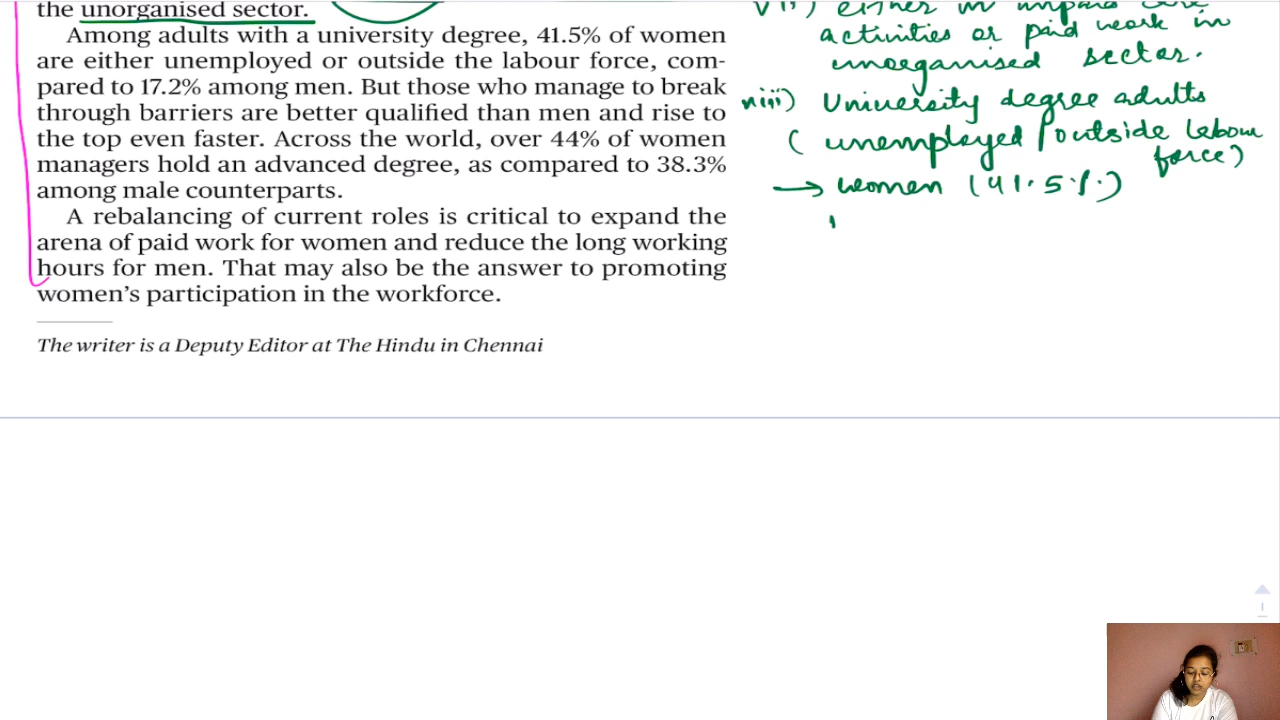 the unorganised sector.
Among adults with a university degree, 41.5% of women
are either unemployed or outside the labour force, com-
pared to 17.2% among men. But those who manage to break
through barriers are better qualified than men and rise to
the top even faster. Across the world, over 44% of women
managers hold an advanced degree, as compared to 38.3%
among male counterparts.
A rebalancing of current roles is critical to expand the
arena of paid work for women and reduce the long working
hours for men. That may also be the answer to promoting
women's participation in the workforce.
The writer is a Deputy Editor at The Hindu in Chennai
vii) either in unpaid care
activities or paid work in
unorganised sector.
viii) University degree adults
( unemployed / outside labour
force)
→ women (41.5%)